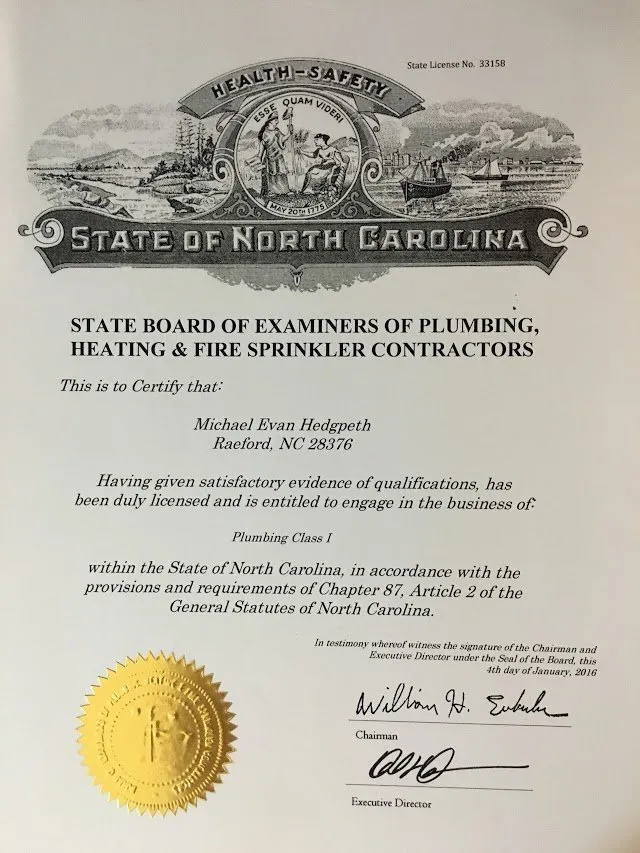 State License No. 33158
HEALTH-SAFETY
ESSE QUAM VIDERI
MAY 20TH 1775
STATE OF NORTH CAROLINA
STATE BOARD OF EXAMINERS OF PLUMBING,
HEATING & FIRE SPRINKLER CONTRACTORS
This is to Certify that:
Michael Evan Hedgpeth
Raeford, NC 28376
Having given satisfactory evidence of qualifications, has
been duly licensed and is entitled to engage in the business of:
Plumbing Class I
within the State of North Carolina, in accordance with the
provisions and requirements of Chapter 87, Article 2 of the
General Statutes of North Carolina.
In testimony whereof witness the signature of the Chairman and
Executive Director under the Seal of the Board, this
4th day of January, 2016
William H.
Chairman
Executive Director